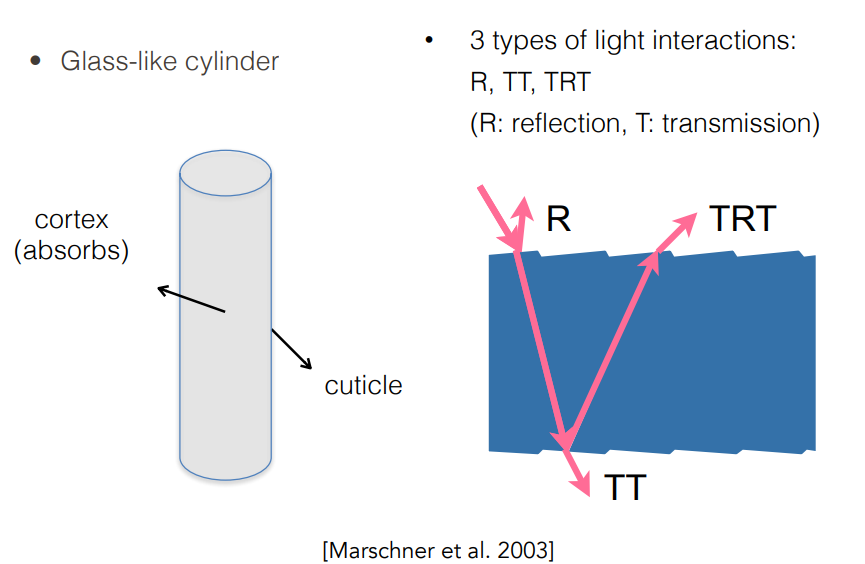 • Glass-like cylinder
• 3 types of light interactions:
R, TT, TRT
(R: reflection, T: transmission)
cortex
(absorbs)
cuticle
R
TRT
TT
[Marschner et al. 2003]